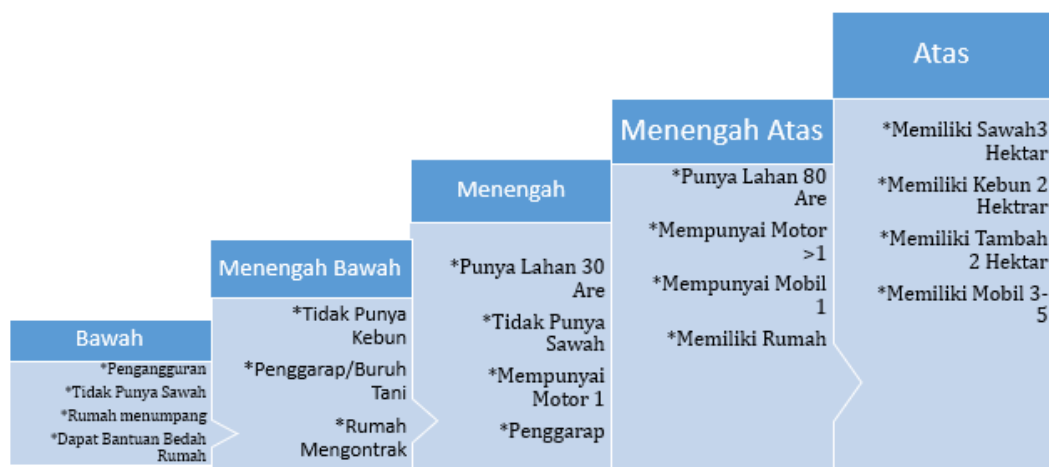 Bawah
*Pengangguran
*Tidak Punya Sawah
*Rumah menumpang
*Dapat Bantuan Bedah
Rumah
Menengah Bawah
*Tidak Punya
Kebun
*Penggarap/Buruh
Tani
*Rumah
Mengontrak
Menengah
*Punya Lahan 30
Are
*Tidak Punya
Sawah
*Mempunyai
Motor 1
*Penggarap
Menengah Atas
*Punya Lahan 80
Are
*Mempunyai Motor
>1
*Mempunyai Mobil
1
*Memiliki Rumah
Atas
*Memiliki Sawah3
Hektar
*Memiliki Kebun 2
Hektrar
*Memiliki Tambah
2 Hektar
*Memiliki Mobil 3-
5